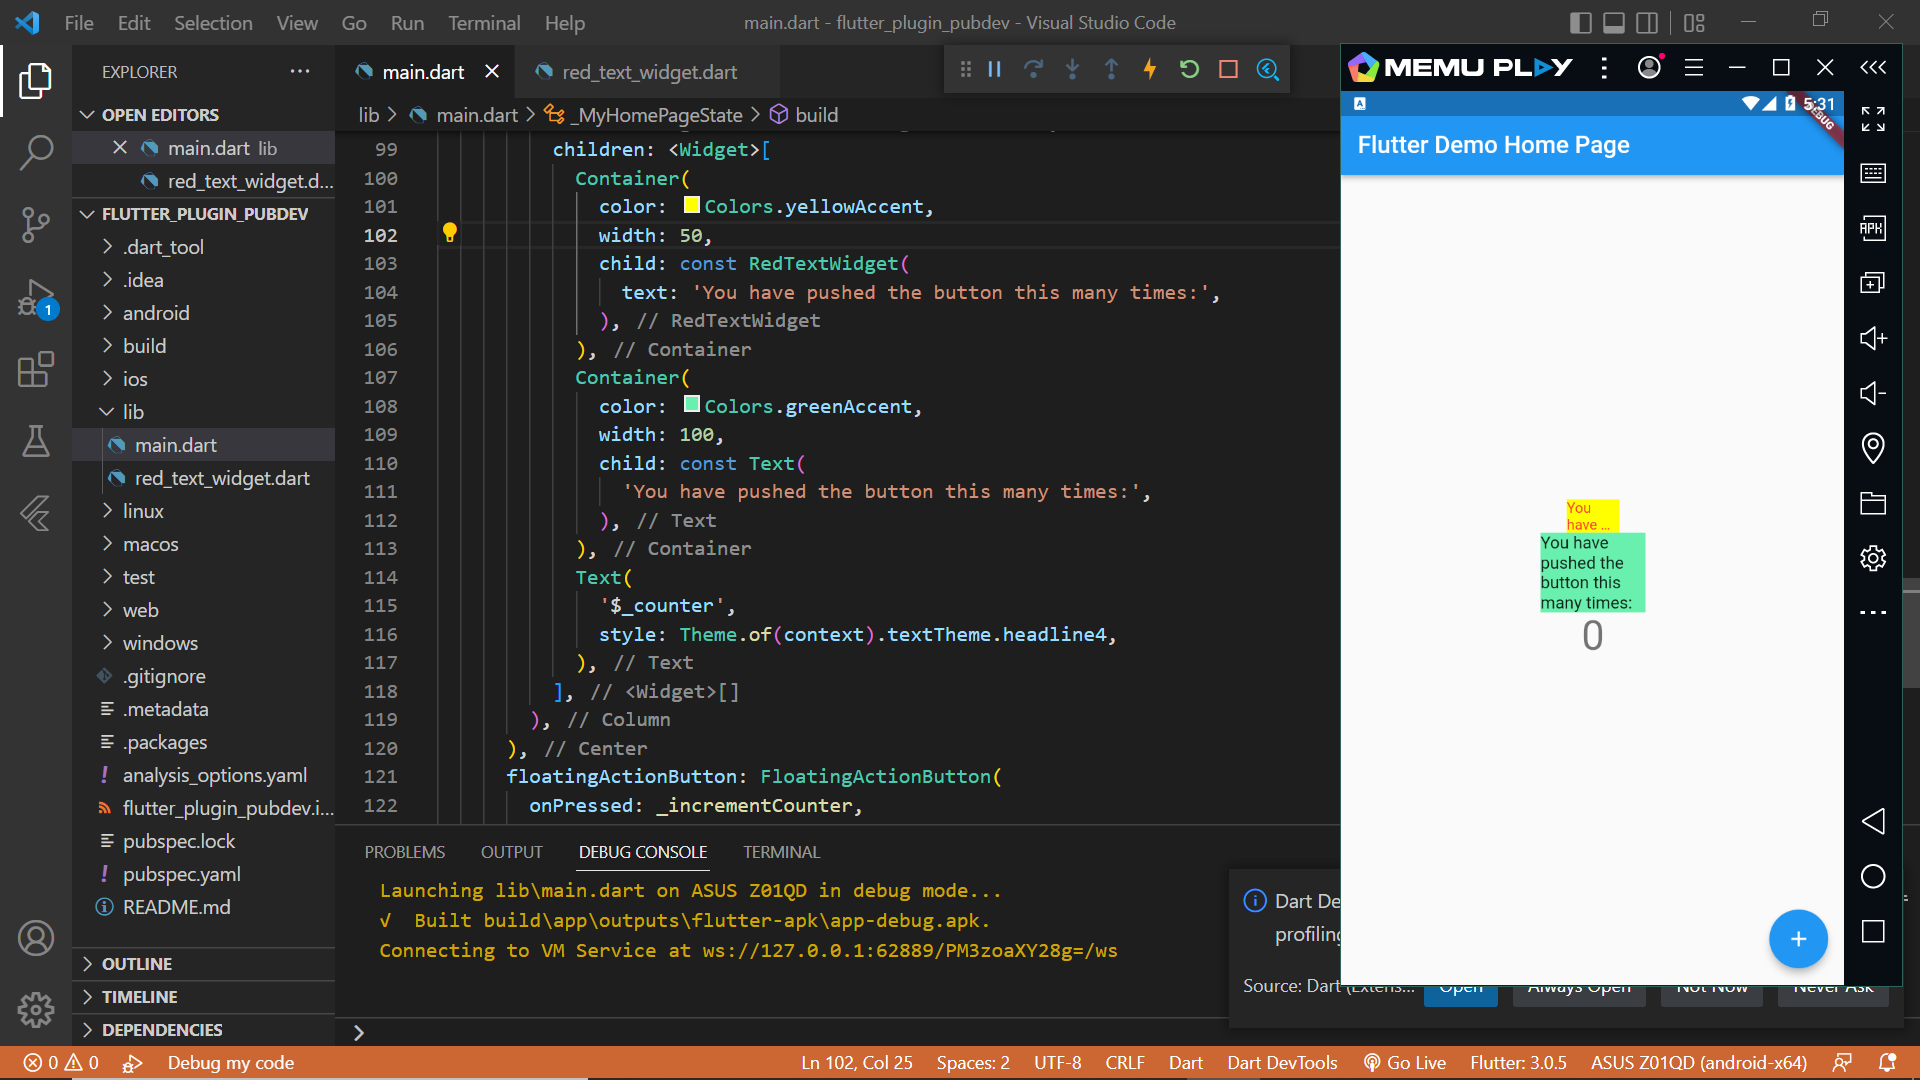 File Edit Selection View Go Run Terminal Help
main.dart - flutter_plugin_pubdev - Visual Studio Code
EXPLORER
OPEN EDITORS
main.dart lib
red_text_widget.d...
FLUTTER_PLUGIN_PUBDEV
.dart_tool
.idea
android
build
ios
lib
main.dart
red_text_widget.dart
linux
macos
test
web
windows
.gitignore
.metadata
.packages
analysis_options.yaml
flutter_plugin_pubdev.i...
pubspec.lock
pubspec.yaml
README.md
OUTLINE
TIMELINE
DEPENDENCIES
1
main.dart
red_text_widget.dart
lib > main.dart > _MyHomePageState > build
99 children: <Widget>[
100 Container(
101 color: Colors.yellowAccent,
102 width: 50,
103 child: const RedTextWidget(
104 text: 'You have pushed the button this many times:',
105 ), // RedTextWidget
106 ), // Container
107 Container(
108 color: Colors.greenAccent,
109 width: 100,
110 child: const Text(
111 'You have pushed the button this many times:',
112 ), // Text
113 ), // Container
114 Text(
115 '$_counter',
116 style: Theme.of(context).textTheme.headline4,
117 ), // Text
118 ], // <Widget>[]
119 ), // Column
120 ), // Center
121 floatingActionButton: FloatingActionButton(
122 onPressed: _incrementCounter,
PROBLEMS OUTPUT DEBUG CONSOLE TERMINAL
Launching lib\main.dart on ASUS Z01QD in debug mode...
√ Built build\app\outputs\flutter-apk\app-debug.apk.
Connecting to VM Service at ws://127.0.0.1:62889/PM3zoaXY28g=/ws
Dart De
profiling
Source: Dart (Extens...
Open
Always Open
Not Now
Never Ask
MEMU PLAY
A
5:31
DEBUG
Flutter Demo Home Page
You
have ...
You have
pushed the
button this
many times:
0
+
APK
0 0 Debug my code
Ln 102, Col 25 Spaces: 2 UTF-8 CRLF Dart Dart DevTools Go Live Flutter: 3.0.5 ASUS Z01QD (android-x64)